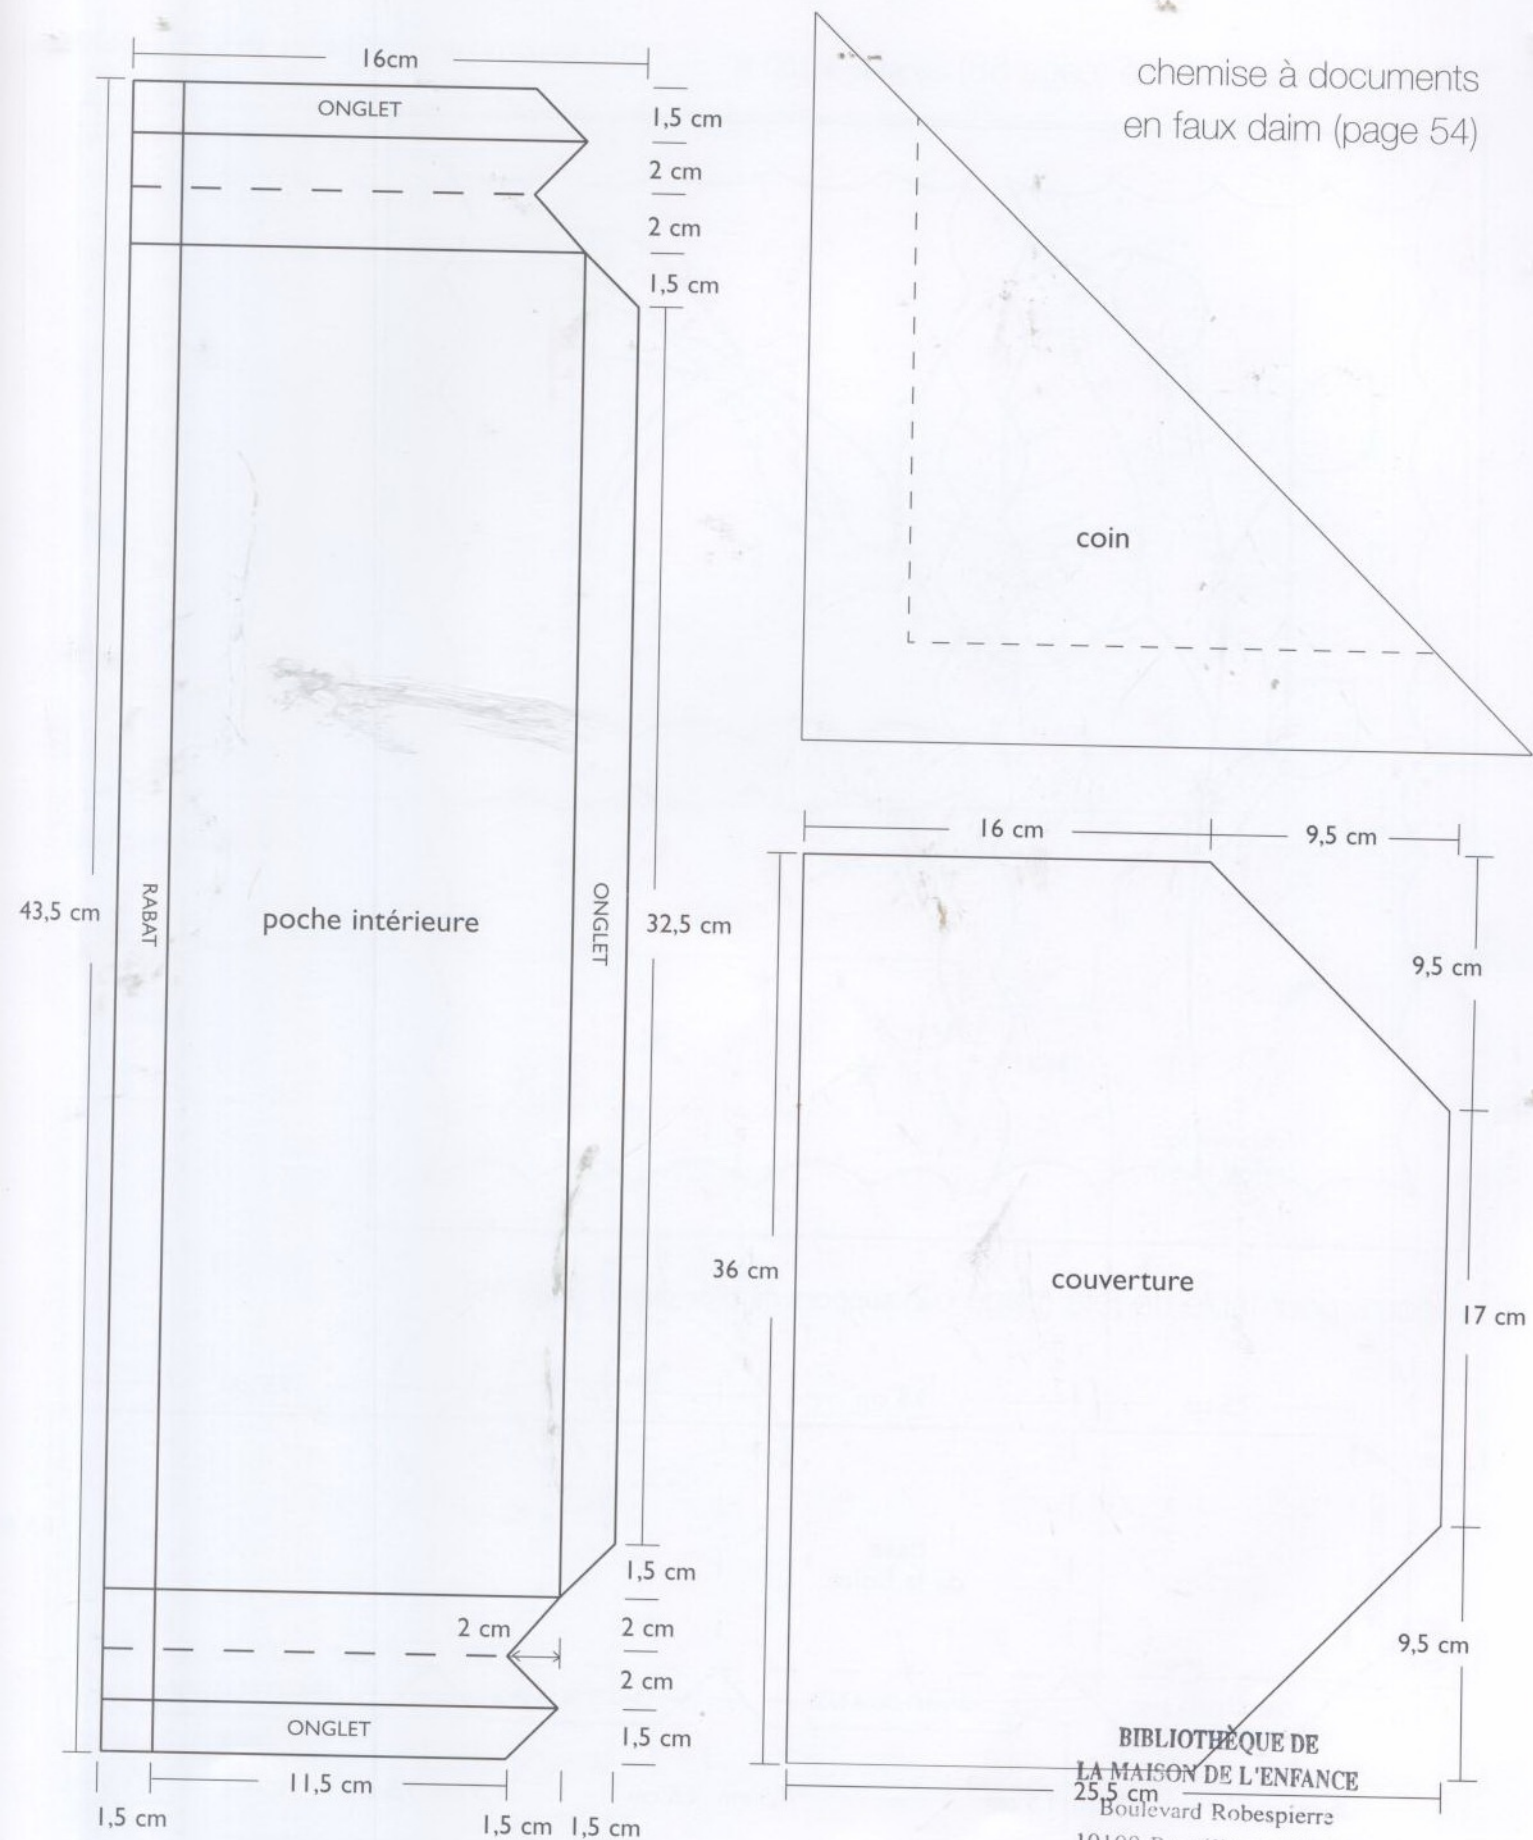 chemise à documents
en faux daim (page 54)
16cm
ONGLET
1,5 cm
2 cm
2 cm
1,5 cm
43,5 cm
RABAT
poche intérieure
ONGLET
32,5 cm
1,5 cm
2 cm
2 cm
2 cm
1,5 cm
ONGLET
11,5 cm
1,5 cm
1,5 cm
1,5 cm
coin
16 cm
9,5 cm
9,5 cm
36 cm
couverture
17 cm
9,5 cm
25,5 cm
BIBLIOTHÈQUE DE
LA MAISON DE L'ENFANCE
Boulevard Robespierre